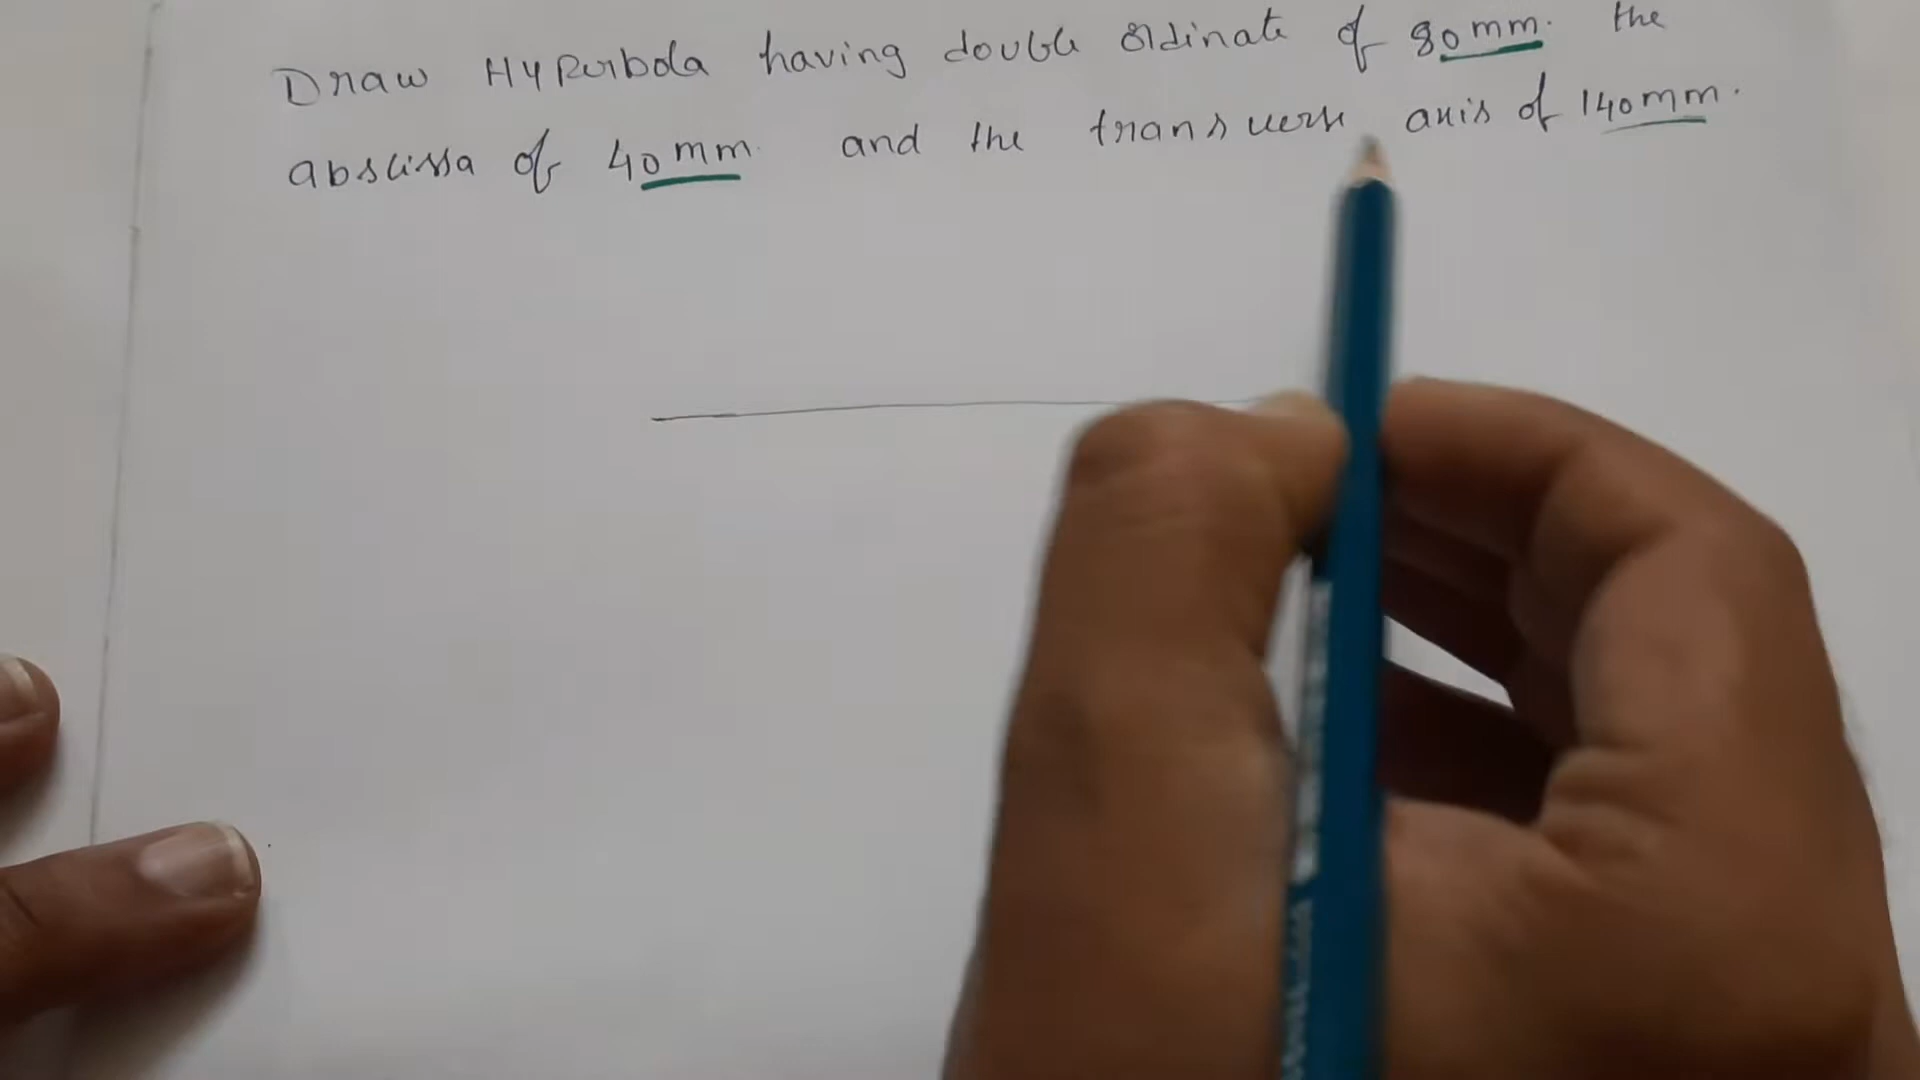 Draw Hyperbola having double ordinate of 80mm. the
abscissa of 40mm. and the transverse axis of 140mm.